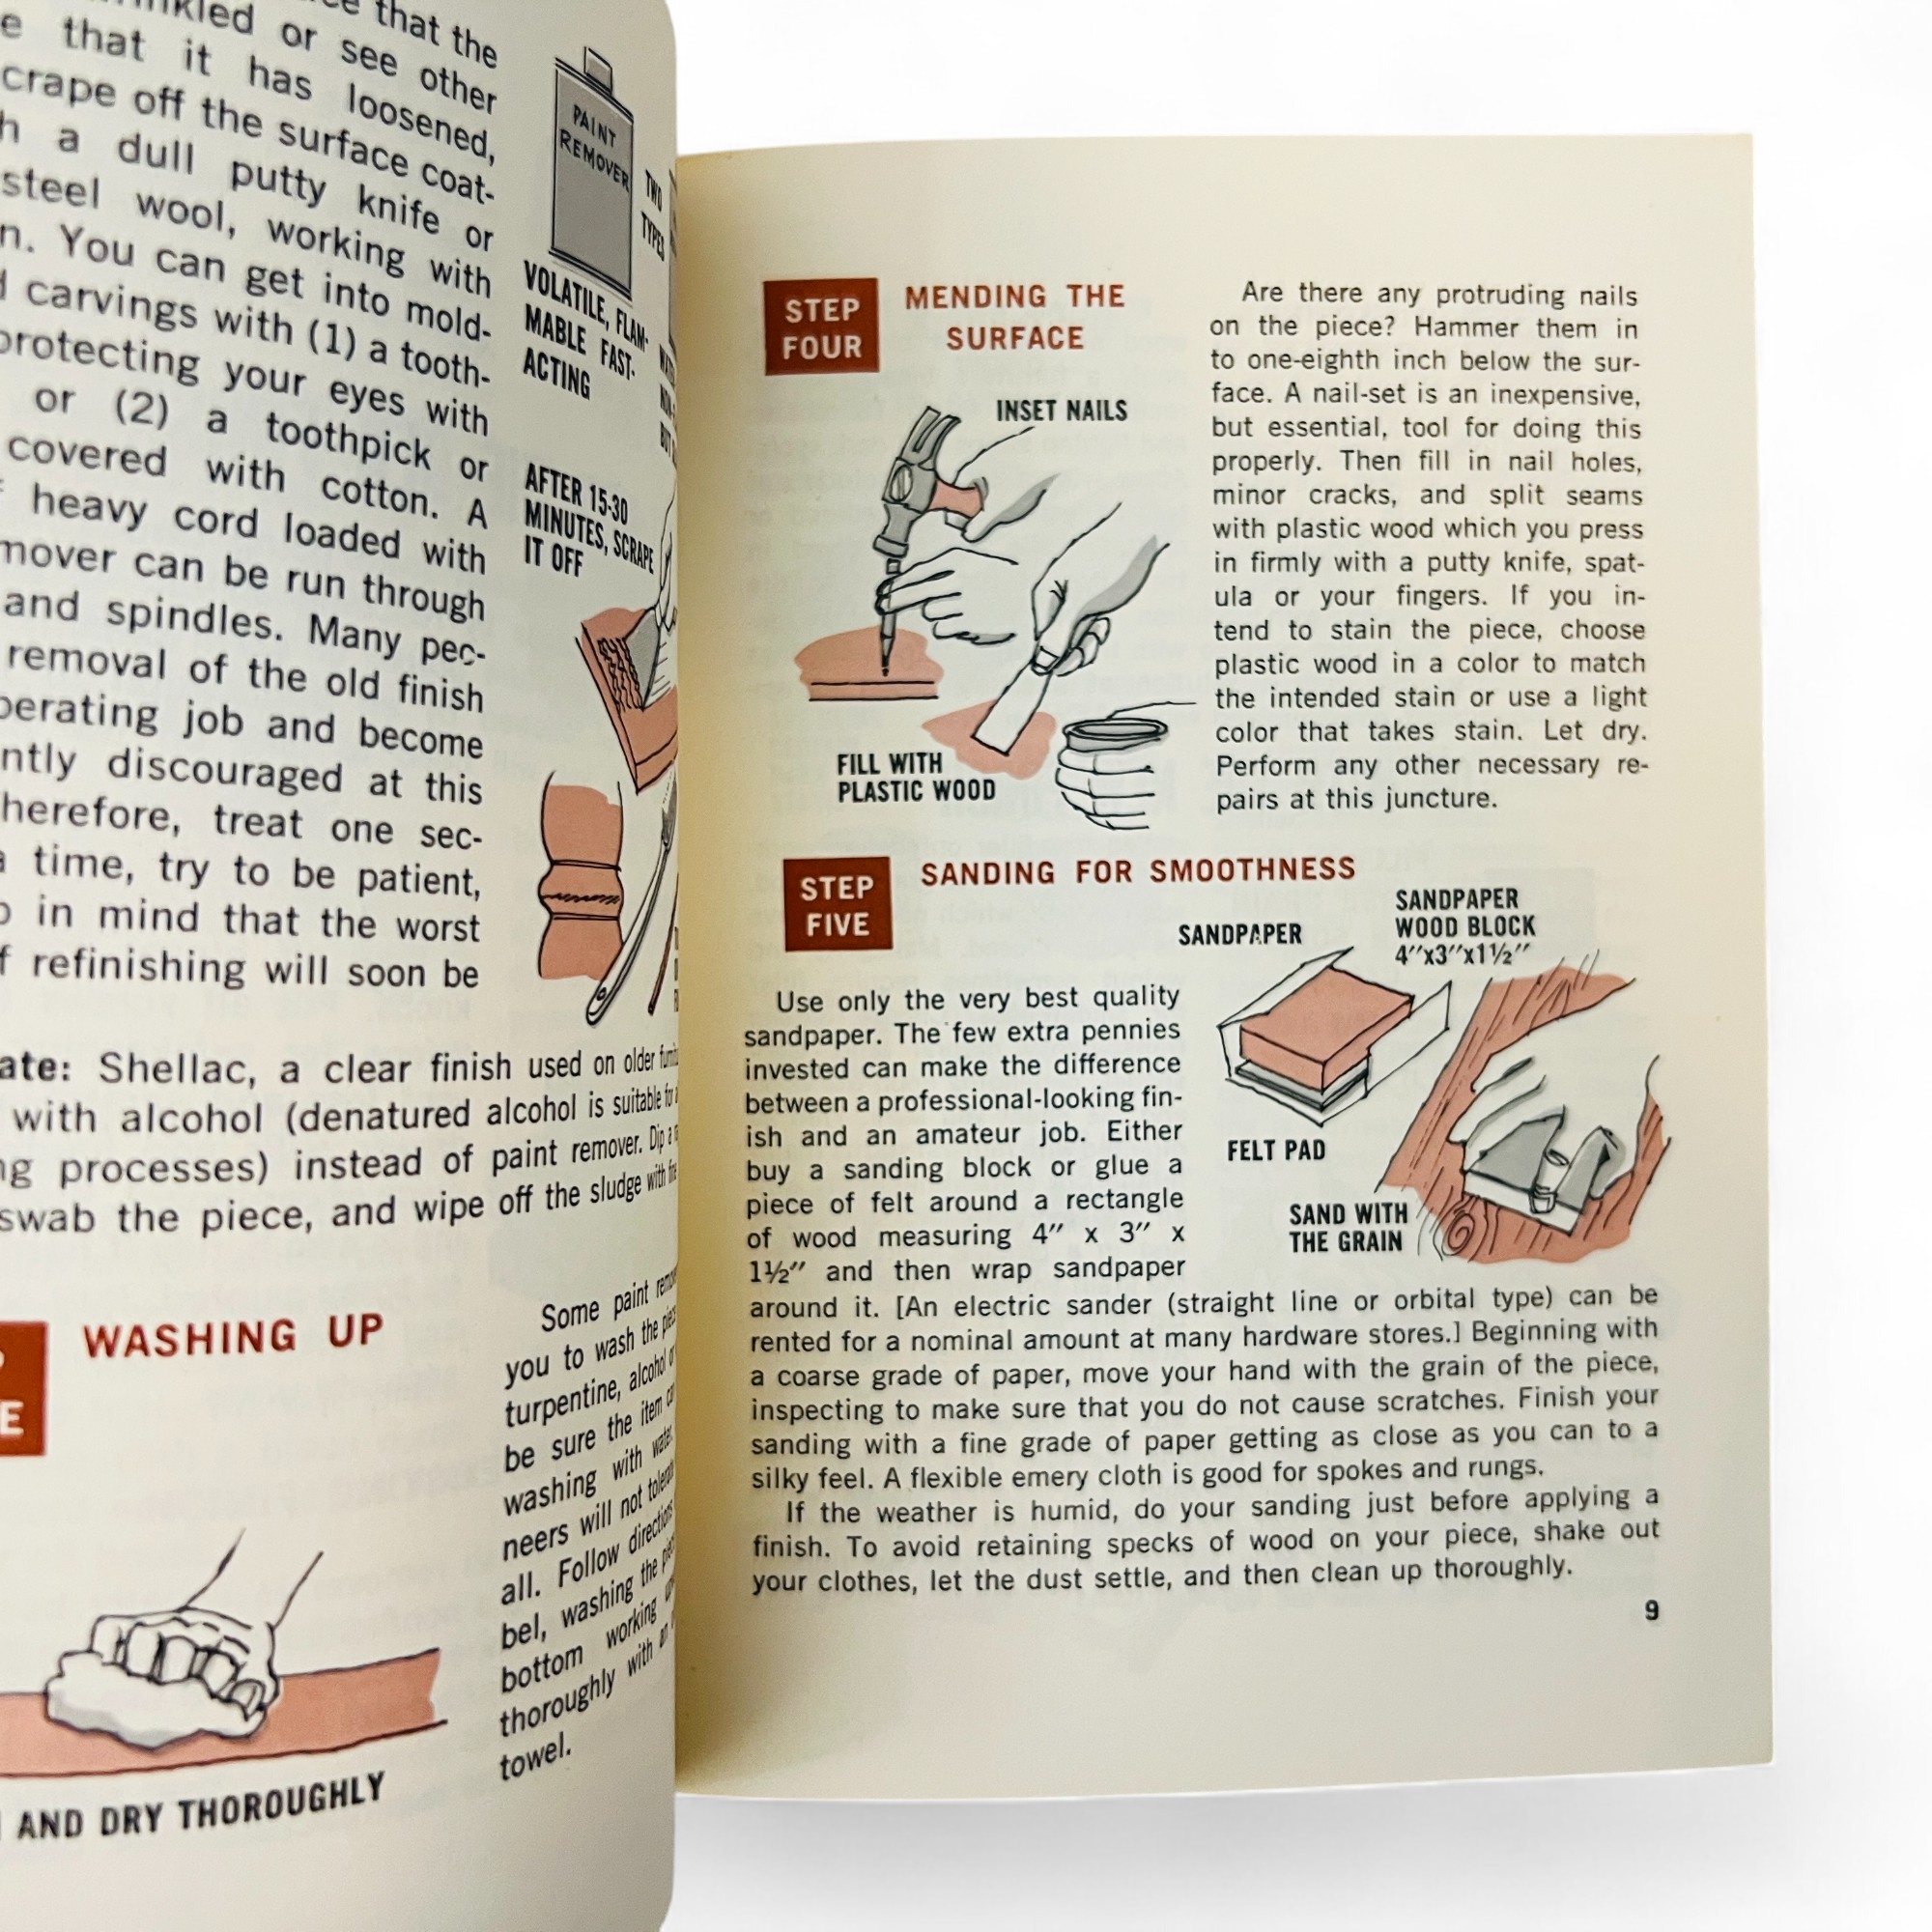 that the
or see other
e that it has loosened,
crape off the surface coat-
h a dull putty knife or
steel wool, working with
n. You can get into mold-
carvings with (1) a tooth-
protecting your eyes with
or (2) a toothpick or
covered with cotton. A
heavy cord loaded with
mover can be run through
and spindles. Many peo-
removal of the old finish
perating job and become
ntly discouraged at this
herefore, treat one sec-
time, try to be patient,
in mind that the worst
f refinishing will soon be
PAINT
REMOVER
TWO
TYPES
VOLATILE, FLAM-
MABLE FAST-
ACTING
AFTER 15-30
MINUTES, SCRAPE
IT OFF
ate: Shellac, a clear finish used on older
with alcohol (denatured alcohol is suitable for
ng processes) instead of paint remover. Dip a
swab the piece, and wipe off the sludge with
E
WASHING UP
Some paint
you to wash the
turpentine, alcohol
be sure the item
washing with water.
neers will not
all. Follow directions
bel, washing the
bottom working
thoroughly with
towel.
AND DRY THOROUGHLY
STEP
FOUR
MENDING THE
SURFACE
INSET NAILS
FILL WITH
PLASTIC WOOD
Are there any protruding nails
on the piece? Hammer them in
to one-eighth inch below the sur-
face. A nail-set is an inexpensive,
but essential, tool for doing this
properly. Then fill in nail holes,
minor cracks, and split seams
with plastic wood which you press
in firmly with a putty knife, spat-
ula or your fingers. If you in-
tend to stain the piece, choose
plastic wood in a color to match
the intended stain or use a light
color that takes stain. Let dry.
Perform any other necessary re-
pairs at this juncture.
STEP
FIVE
SANDING FOR SMOOTHNESS
SANDPAPER
SANDPAPER
WOOD BLOCK
4″x3″x1½″
FELT PAD
SAND WITH
THE GRAIN
Use only the very best quality
sandpaper. The few extra pennies
invested can make the difference
between a professional-looking fin-
ish and an amateur job. Either
buy a sanding block or glue a
piece of felt around a rectangle
of wood measuring 4″ x 3″ x
1½″ and then wrap sandpaper
around it. [An electric sander (straight line or orbital type) can be
rented for a nominal amount at many hardware stores.] Beginning with
a coarse grade of paper, move your hand with the grain of the piece,
inspecting to make sure that you do not cause scratches. Finish your
sanding with a fine grade of paper getting as close as you can to a
silky feel. A flexible emery cloth is good for spokes and rungs.
If the weather is humid, do your sanding just before applying a
finish. To avoid retaining specks of wood on your piece, shake out
your clothes, let the dust settle, and then clean up thoroughly.
9